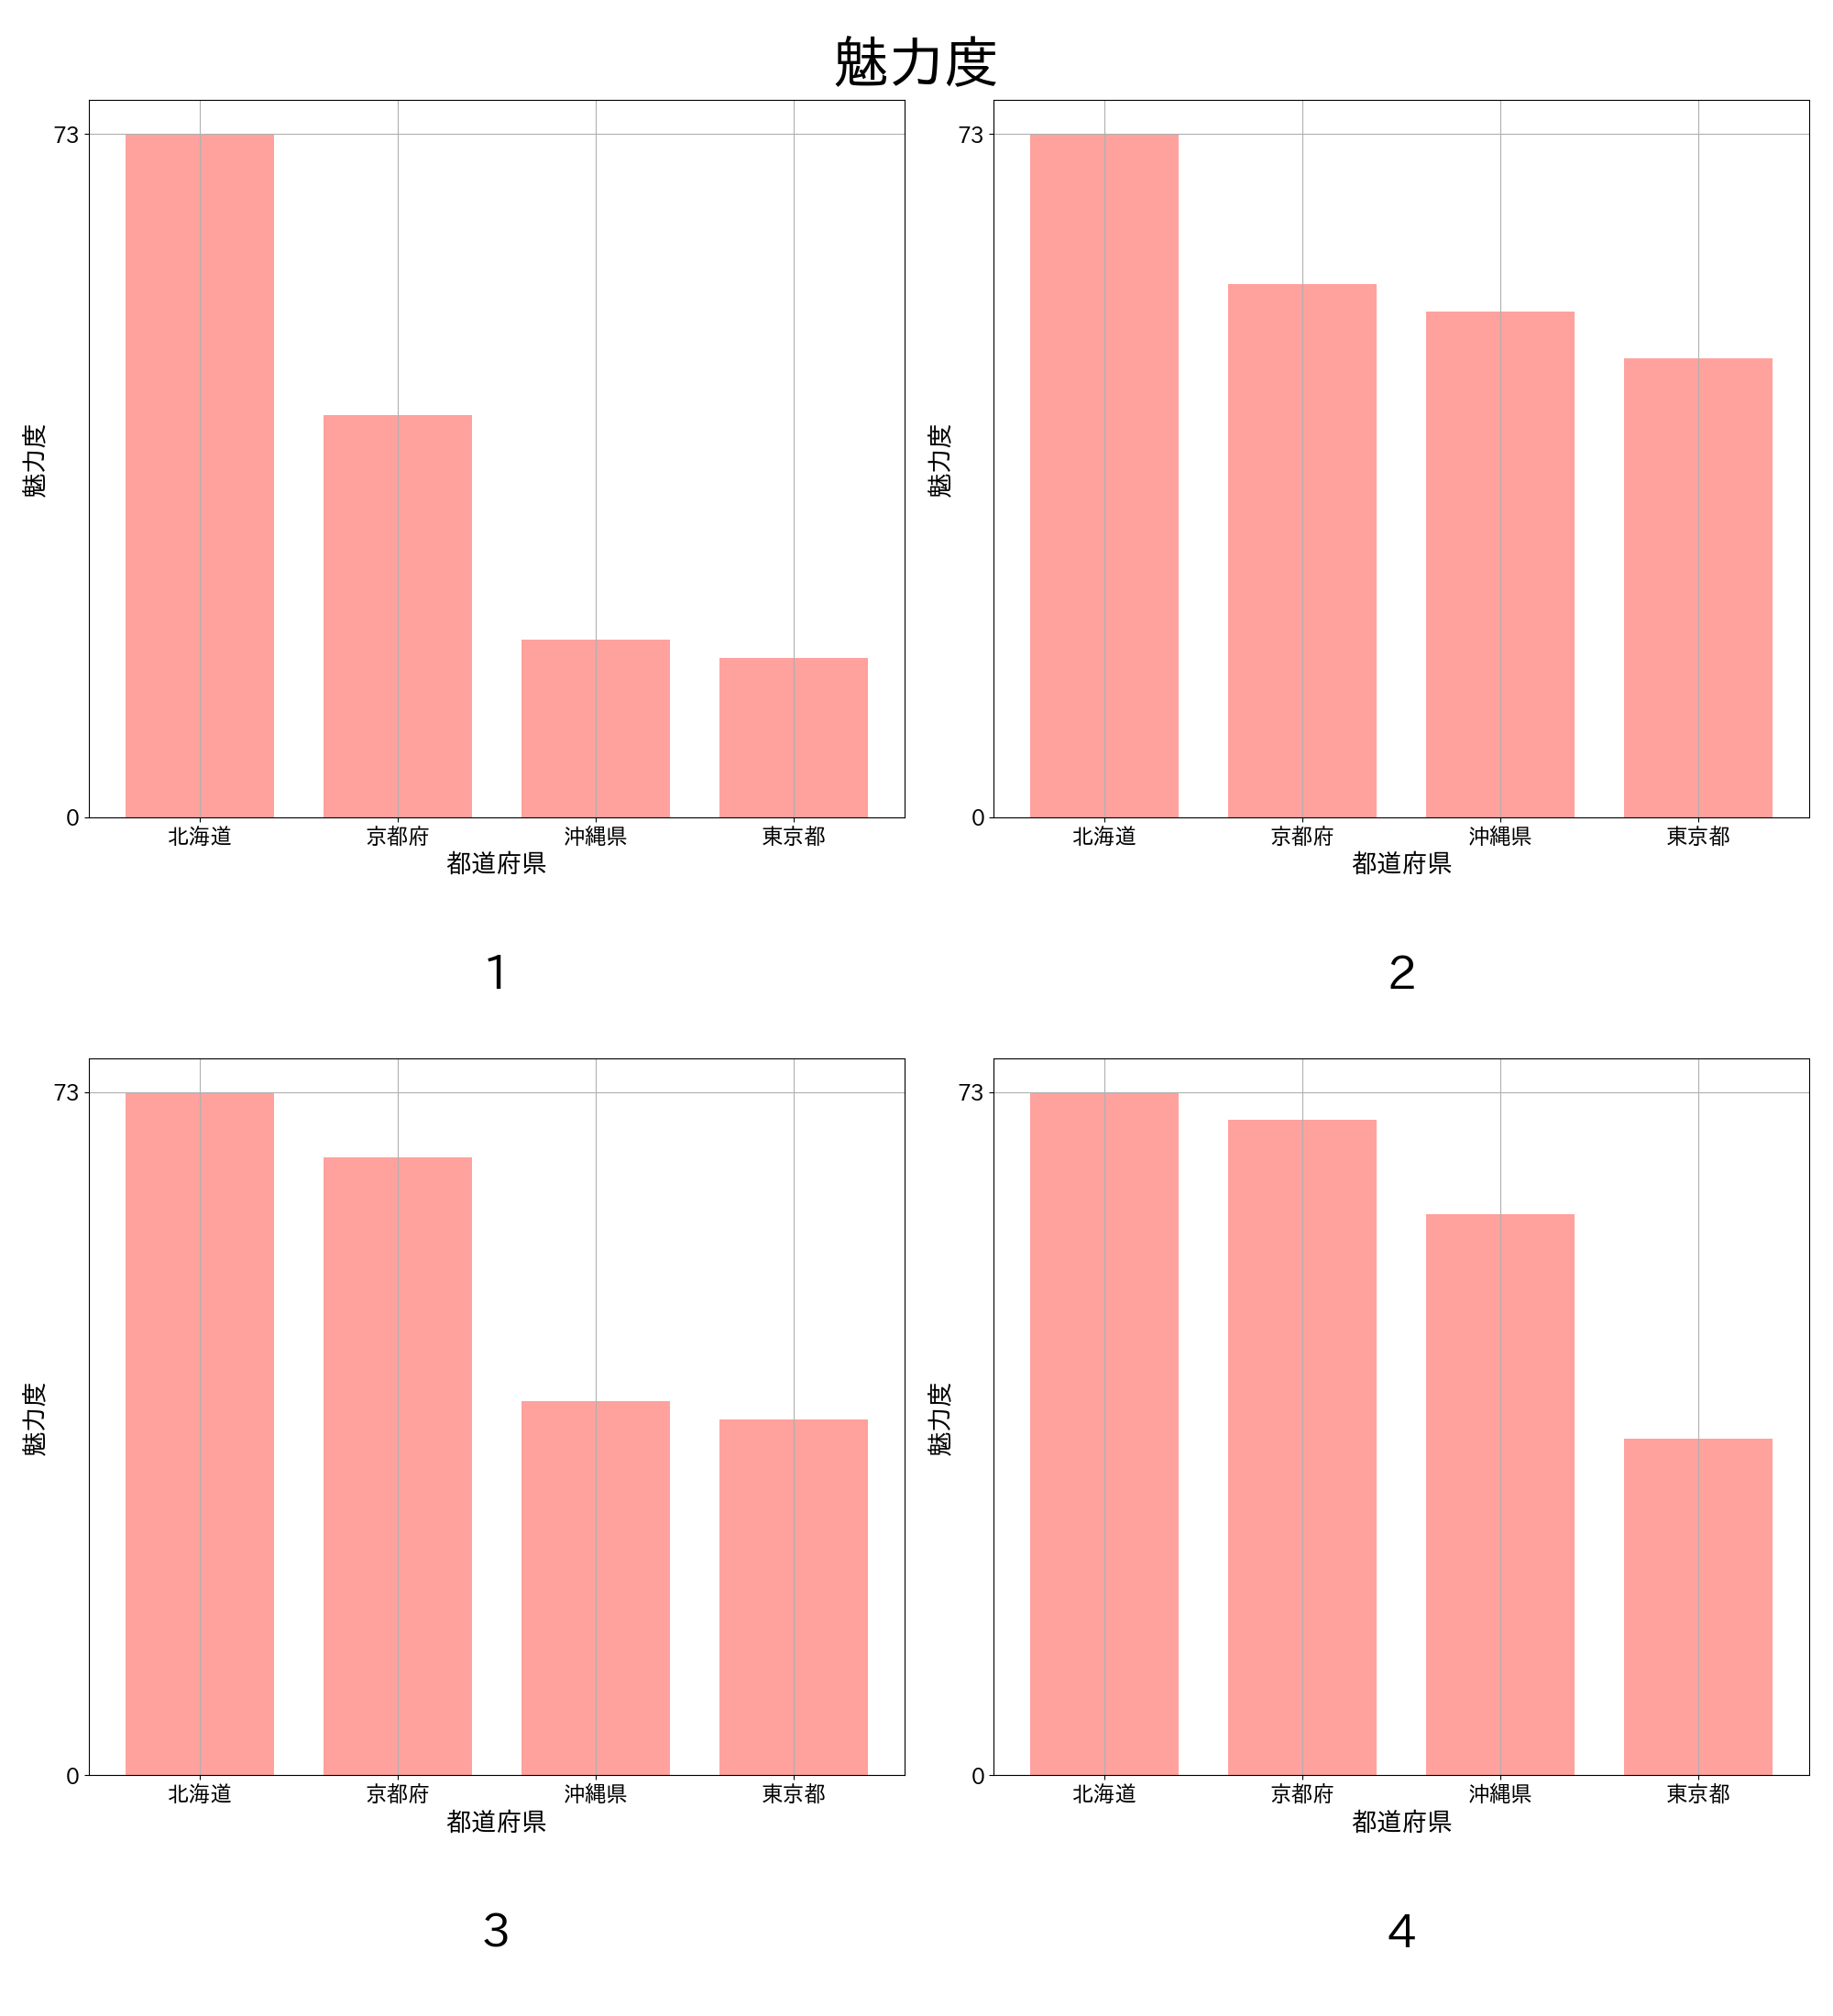 魅力度
73
0
魅力度
北海道 京都府 沖縄県 東京都
都道府県
1
73
0
魅力度
北海道 京都府 沖縄県 東京都
都道府県
2
73
0
魅力度
北海道 京都府 沖縄県 東京都
都道府県
3
73
0
魅力度
北海道 京都府 沖縄県 東京都
都道府県
4